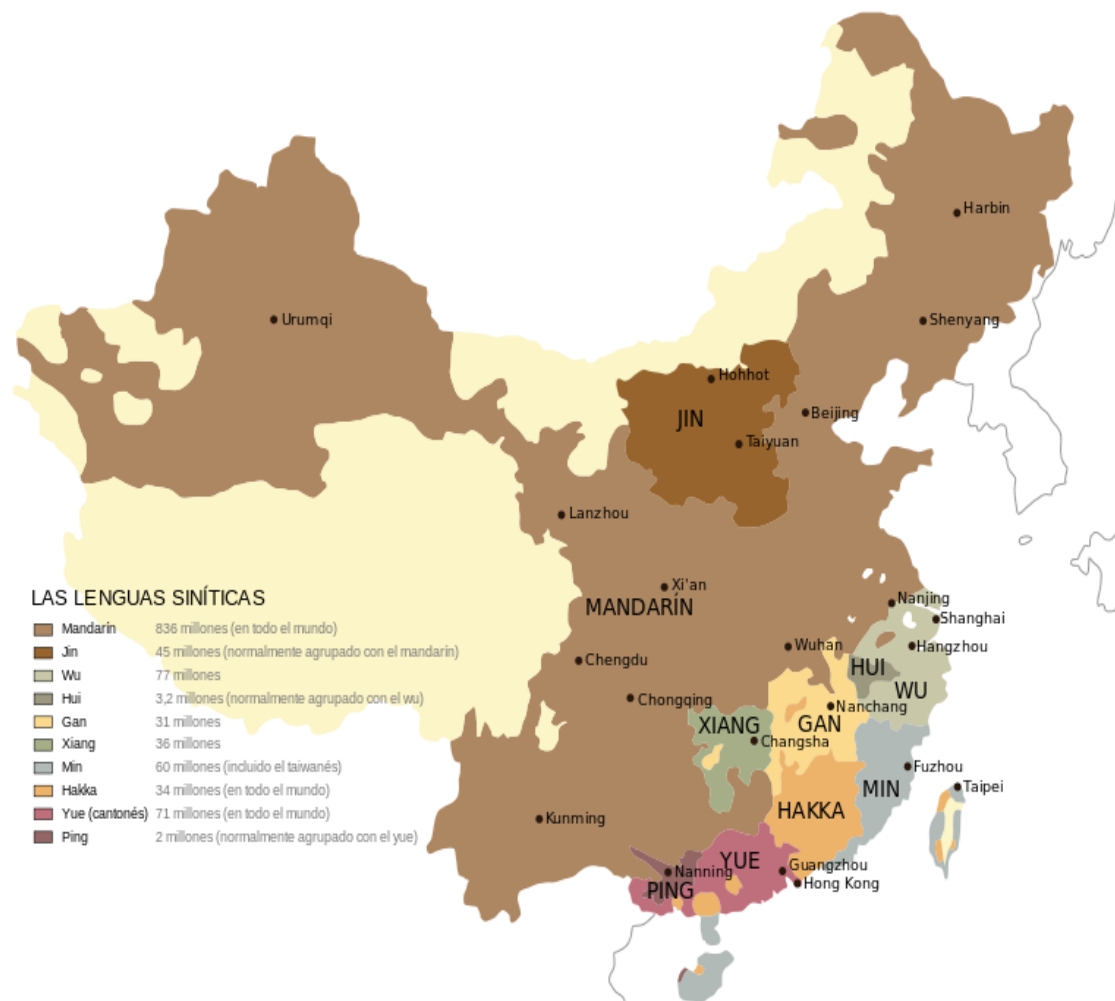 Harbin
Urumqi
Shenyang
Hohhot
JIN
Beijing
Taiyuan
Lanzhou
Xi'an
MANDARÍN
Nanjing
Shanghai
Wuhan
Hangzhou
Chengdu
HUI
WU
Chongqing
Nanchang
XIANG
GAN
Changsha
Fuzhou
MIN
Taipei
HAKKA
Kunming
YUE
Guangzhou
Nanning
Hong Kong
PING
LAS LENGUAS SINÍTICAS
Mandarín 836 millones (en todo el mundo)
Jin 45 millones (normalmente agrupado con el mandarín)
Wu 77 millones
Hui 3,2 millones (normalmente agrupado con el wu)
Gan 31 millones
Xiang 36 millones
Min 60 millones (incluido el taiwanés)
Hakka 34 millones (en todo el mundo)
Yue (cantonés) 71 millones (en todo el mundo)
Ping 2 millones (normalmente agrupado con el yue)